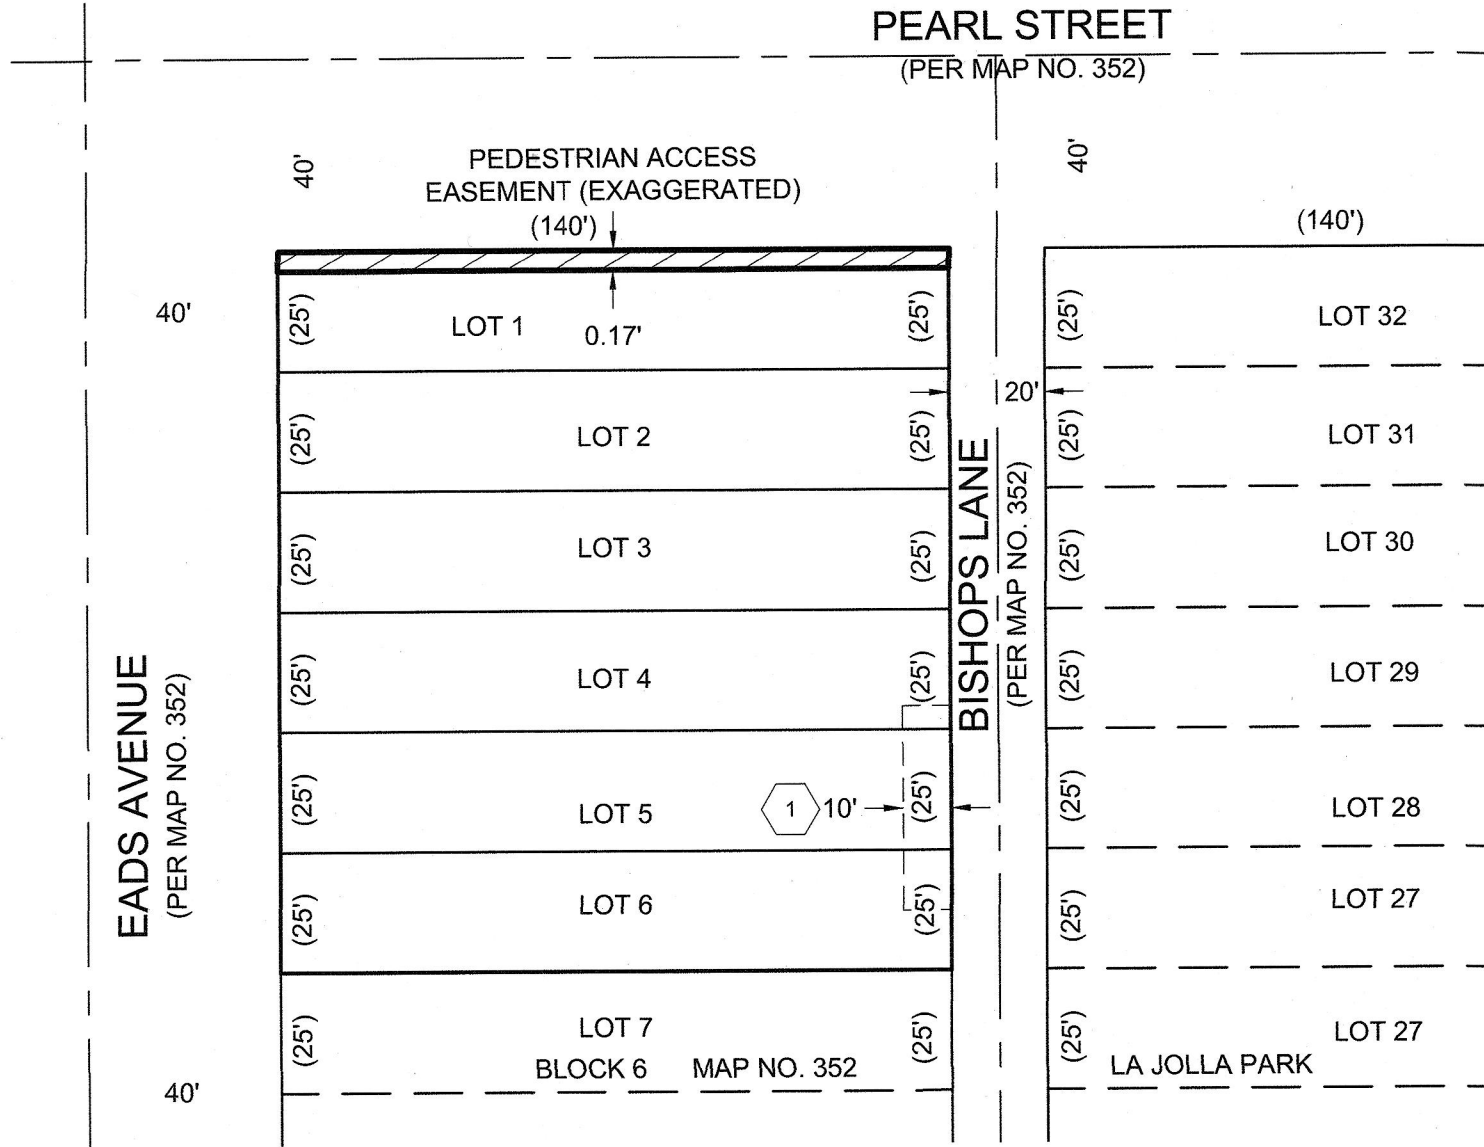 PEARL STREET
(PER MAP NO. 352)
40'
PEDESTRIAN ACCESS
EASEMENT (EXAGGERATED)
(140')
40'
(140')
40'
(25')
LOT 1
0.17'
(25')
(25')
LOT 32
20'
(25')
LOT 2
(25')
(25')
LOT 31
(25')
LOT 3
(25')
(25')
LOT 30
BISHOPS LANE
(PER MAP NO. 352)
(25')
LOT 4
(25')
(25')
LOT 29
EADS AVENUE
(PER MAP NO. 352)
(25')
LOT 5
1
10'
(25')
(25')
LOT 28
(25')
LOT 6
(25')
(25')
LOT 27
(25')
LOT 7
(25')
(25')
LOT 27
BLOCK 6 MAP NO. 352
LA JOLLA PARK
40'